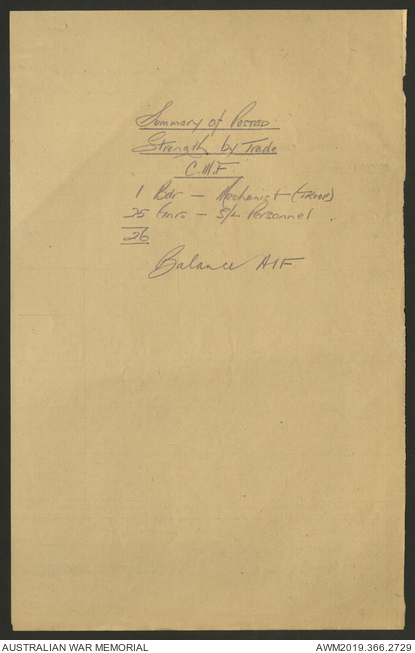 Summary of Posted
Strength by Trade
C.M.F
1 Bdr – Mechanist
25 Gnrs – S/L Personnel
26
Balance AIF
AUSTRALIAN WAR MEMORIAL
AWM2019.366.2729